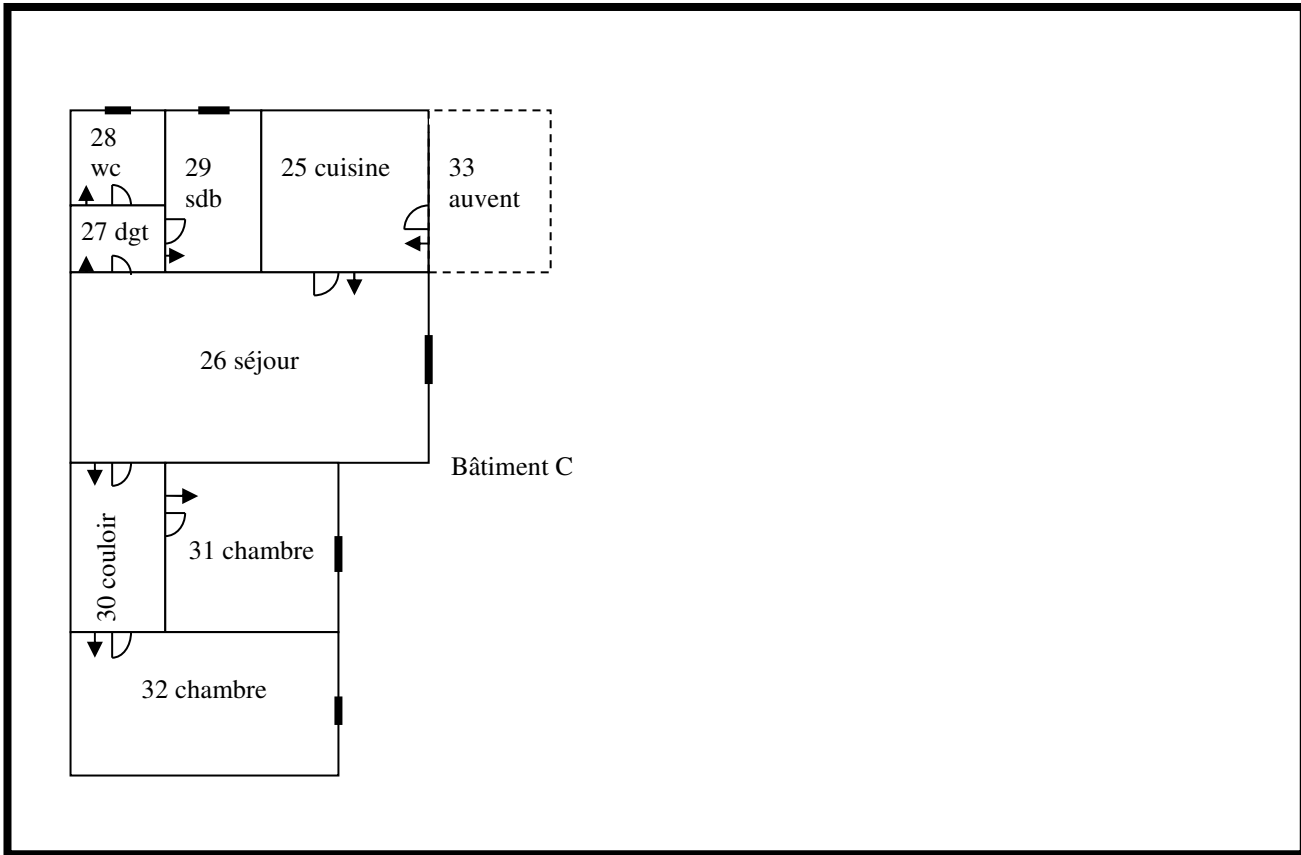 28
wc
29
sdb
25 cuisine
33
auvent
27 dgt
26 séjour
Bâtiment C
30 couloir
31 chambre
32 chambre